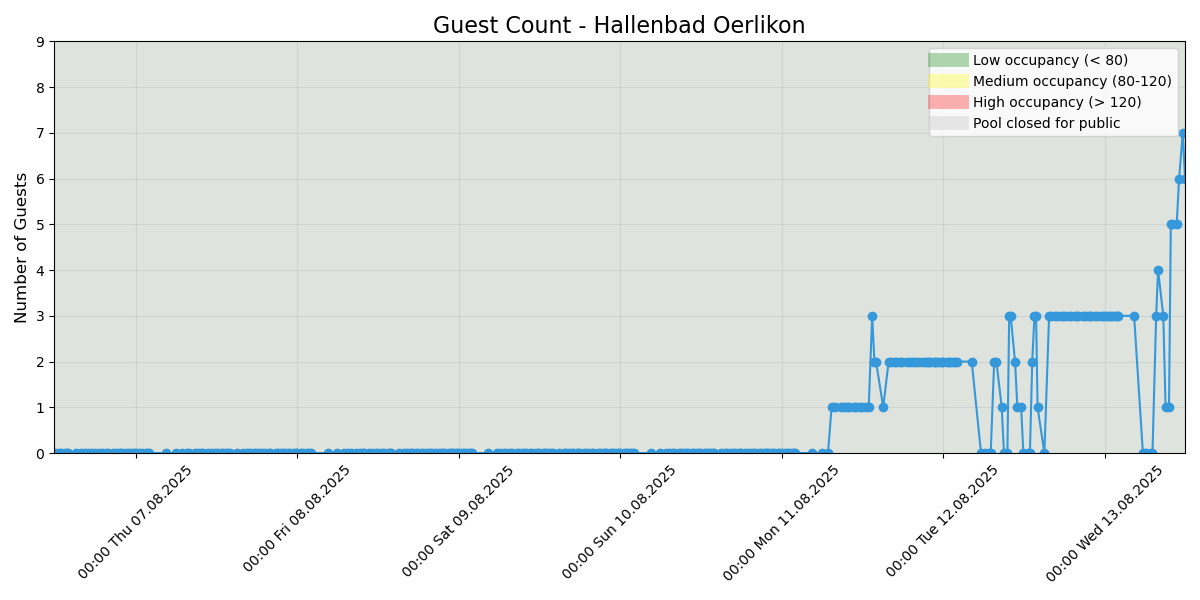 Guest Count - Hallenbad Oerlikon
Number of Guests
9
8
7
6
5
4
3
2
1
0
Low occupancy (< 80)
Medium occupancy (80-120)
High occupancy (> 120)
Pool closed for public
00:00 Thu 07.08.2025
00:00 Fri 08.08.2025
00:00 Sat 09.08.2025
00:00 Sun 10.08.2025
00:00 Mon 11.08.2025
00:00 Tue 12.08.2025
00:00 Wed 13.08.2025